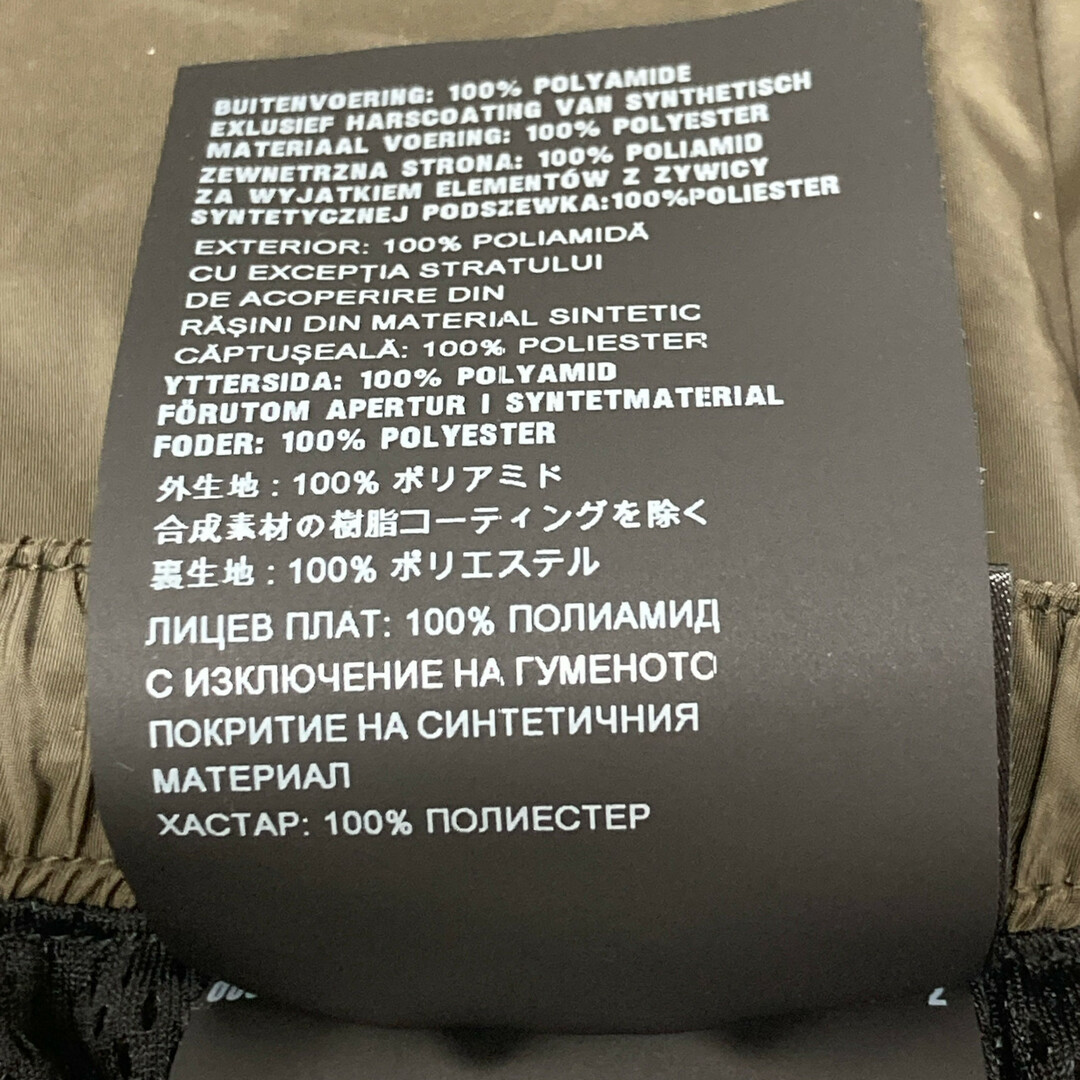 BUITENVOERING: 100% POLYAMIDE
EXLUSIEF HARSCOATING VAN SYNTHETISCH
MATERIAAL VOERING: 100% POLYESTER
ZEWNETRZNA STRONA: 100% POLIAMID
ZA WYJATKIEM ELEMENTÓW Z ZYWICY
SYNTETYCZNEJ PODSZEWKA:100%POLIESTER
EXTERIOR: 100% POLIAMIDĂ
CU EXCEPȚIA STRATULUI
DE ACOPERIRE DIN
RĂȘINI DIN MATERIAL SINTETIC
CĂPTUȘEALĂ: 100% POLIESTER
YTTERSIDA: 100% POLYAMID
FÖRUTOM APERTUR I SYNTETMATERIAL
FODER: 100% POLYESTER
外生地 : 100% ポリアミド
合成素材の樹脂コーティングを除く
裏生地 : 100% ポリエステル
ЛИЦЕВ ПЛАТ: 100% ПОЛИАМИД
С ИЗКЛЮЧЕНИЕ НА ГУМЕНОТО
ПОКРИТИЕ НА СИНТЕТИЧНИЯ
МАТЕРИАЛ
ХАСТАР: 100% ПОЛИЕСТЕР